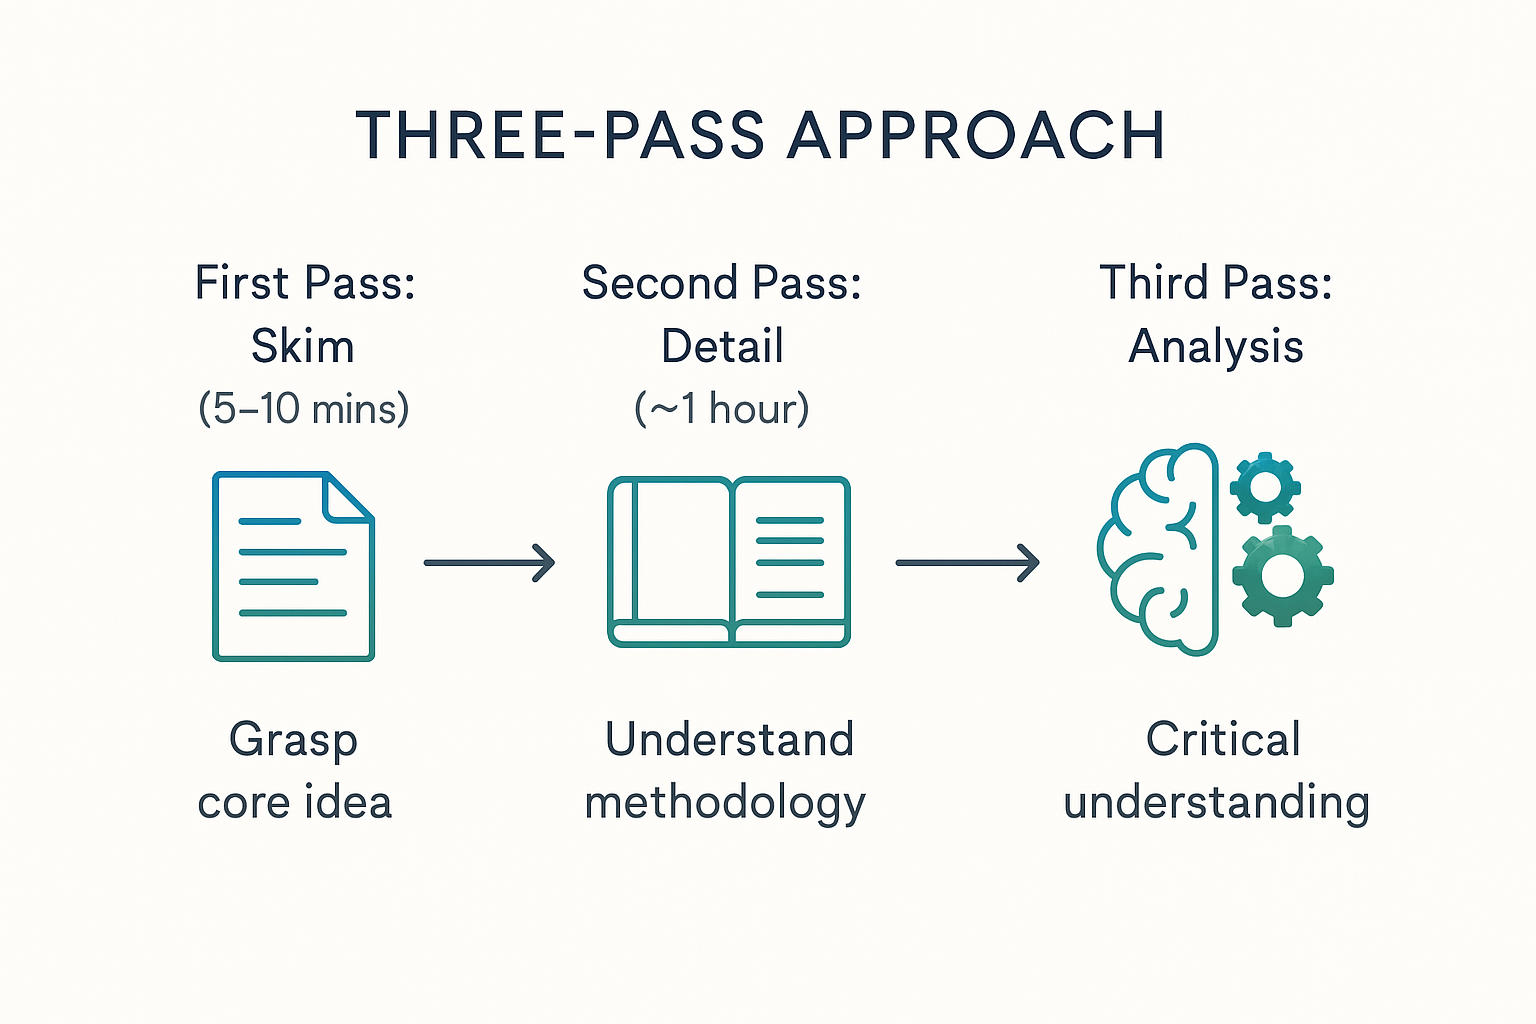 THREE-PASS APPROACH
First Pass:
Skim
(5–10 mins)
Grasp
core idea
Second Pass:
Detail
(~1 hour)
Understand
methodology
Third Pass:
Analysis
Critical
understanding